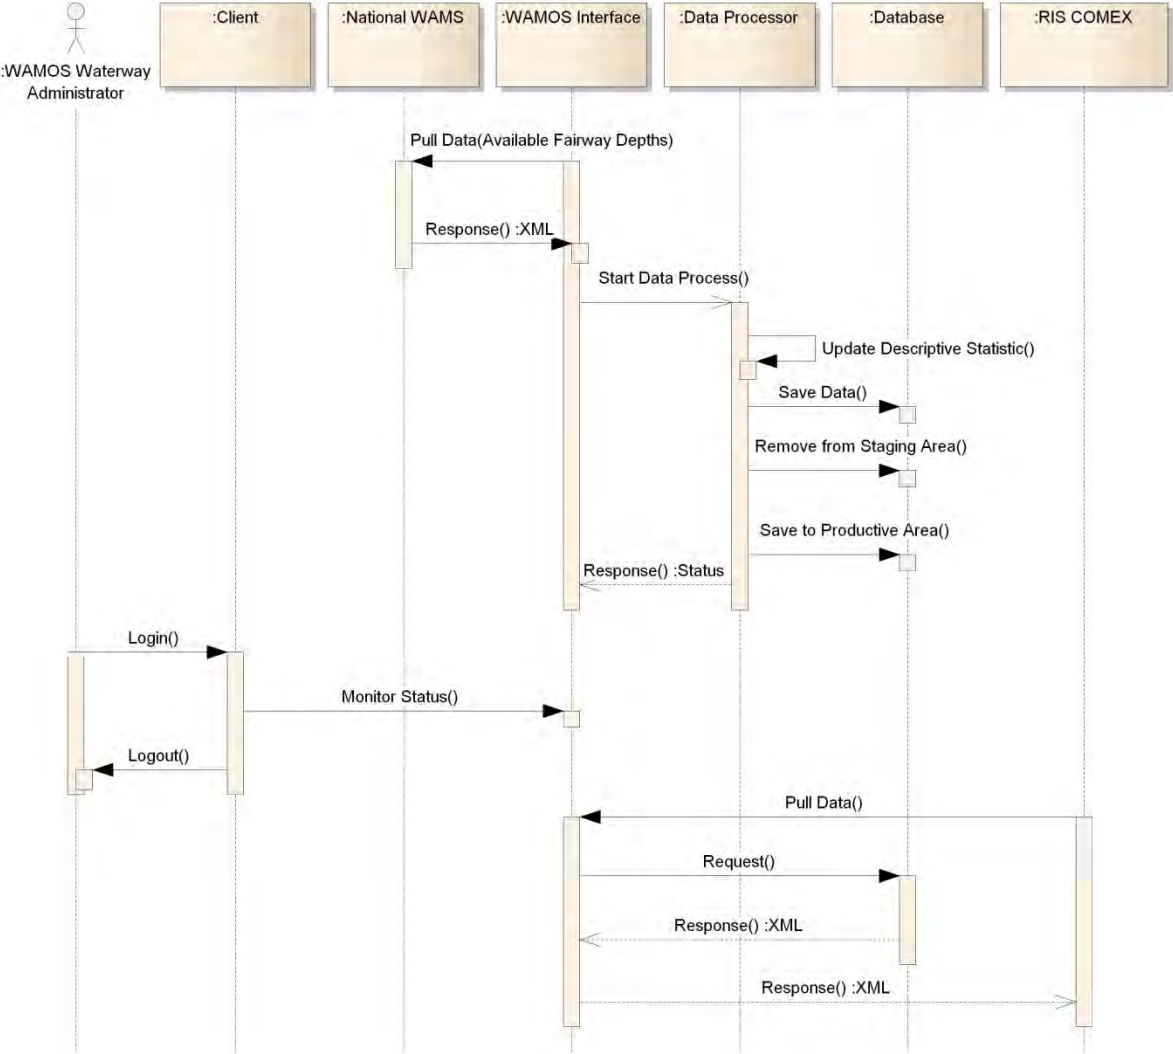 :Client
:National WAMS
:WAMOS Interface
:Data Processor
:Database
:RIS COMEX
:WAMOS Waterway
Administrator
Pull Data(Available Fairway Depths)
Response() :XML
Start Data Process()
Update Descriptive Statistic()
Save Data()
Remove from Staging Area()
Save to Productive Area()
Response() :Status
Login()
Monitor Status()
Logout()
Pull Data()
Request()
Response() :XML
Response() :XML